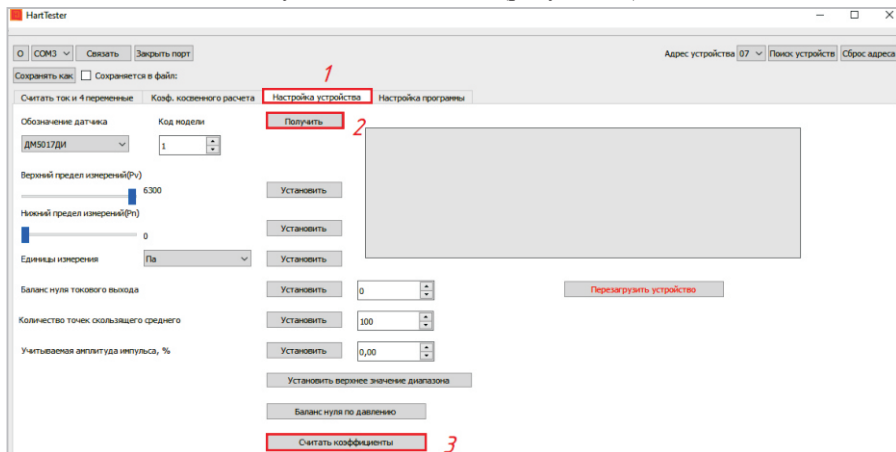 HartTester
O COM3 Связать Закрыть порт Адрес устройства 07 Поиск устройств Сброс адреса
Сохранять как Сохраняется в файл:
1
Считать ток и 4 переменные Коэф. косвенного расчета Настройка устройства Настройка программы
Обозначение датчика Код модели Получить 2
ДМ5017ДИ 1
Верхний предел измерений(Pv)
6300 Установить
Нижний предел измерений(Pn)
0 Установить
Единицы измерения Па Установить
Баланс нуля токового выхода Установить 0 Перезагрузить устройство
Количество точек скользящего среднего Установить 100
Учитываемая амплитуда импульса, % Установить 0,00
Установить верхнее значение диапазона
Баланс нуля по давлению
Считать коэффициенты 3